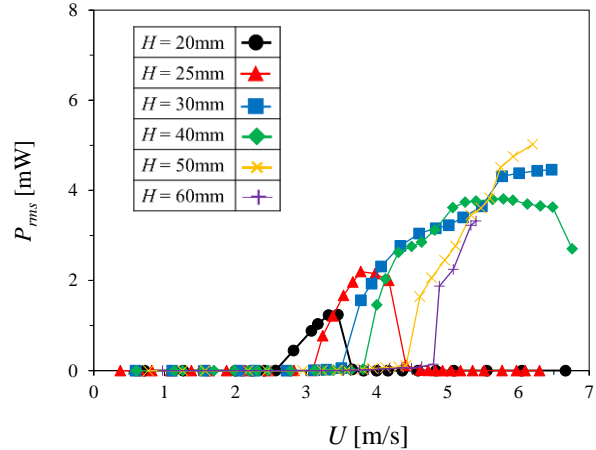 8
H = 20mm
H = 25mm
6
H = 30mm
H = 40mm
H = 50mm
4
H = 60mm
P_rms [mW]
2
0
0 1 2 3 4 5 6 7
U [m/s]